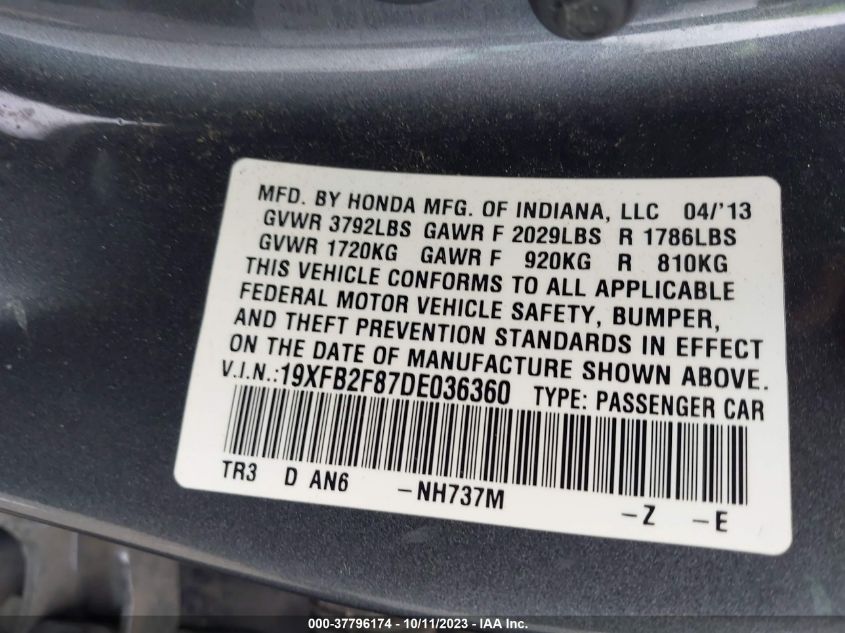 MFD. BY HONDA MFG. OF INDIANA, LLC 04/'13
GVWR 3792LBS GAWR F 2029LBS R 1786LBS
GVWR 1720KG GAWR F 920KG R 810KG
THIS VEHICLE CONFORMS TO ALL APPLICABLE
FEDERAL MOTOR VEHICLE SAFETY, BUMPER,
AND THEFT PREVENTION STANDARDS IN EFFECT
ON THE DATE OF MANUFACTURE SHOWN ABOVE.
V.I.N.:19XFB2F87DE036360 TYPE: PASSENGER CAR
TR3 D AN6 -NH737M -Z -E
000-37796174 - 10/11/2023 - IAA Inc.